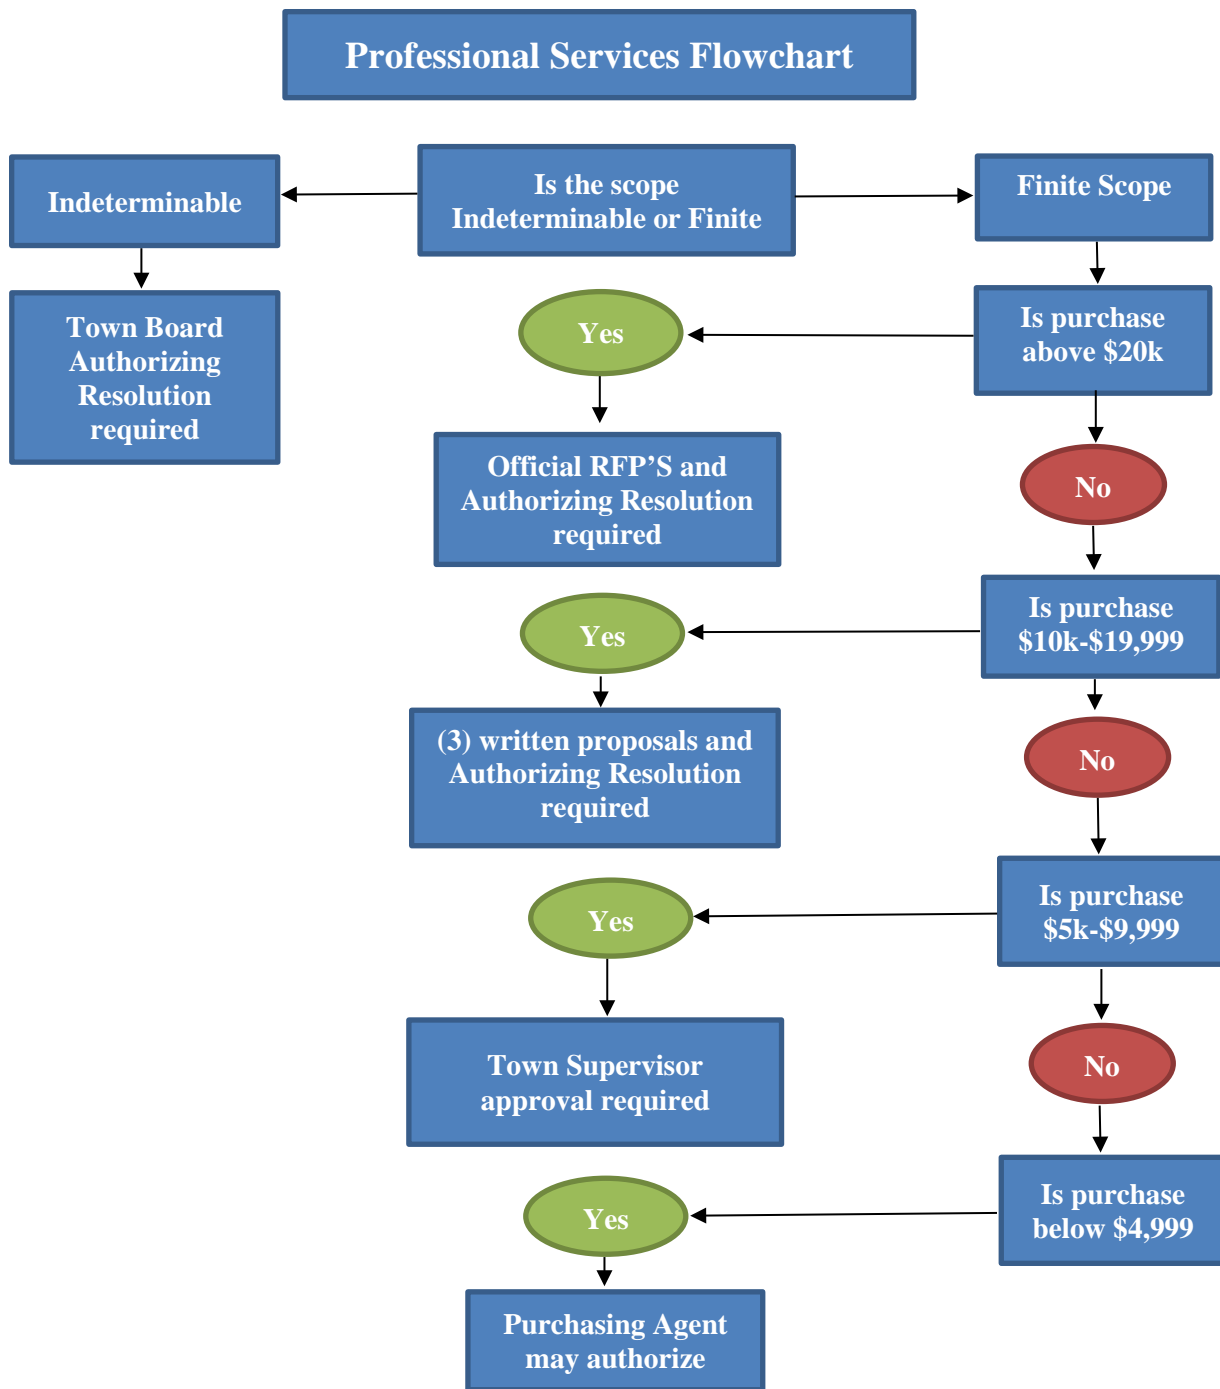 Professional Services Flowchart
Indeterminable
Is the scope
Indeterminable or Finite
Finite Scope
Town Board
Authorizing
Resolution
required
Yes
Is purchase
above $20k
Official RFP’S and
Authorizing Resolution
required
No
Yes
Is purchase
$10k-$19,999
(3) written proposals and
Authorizing Resolution
required
No
Yes
Is purchase
$5k-$9,999
Town Supervisor
approval required
No
Yes
Is purchase
below $4,999
Purchasing Agent
may authorize